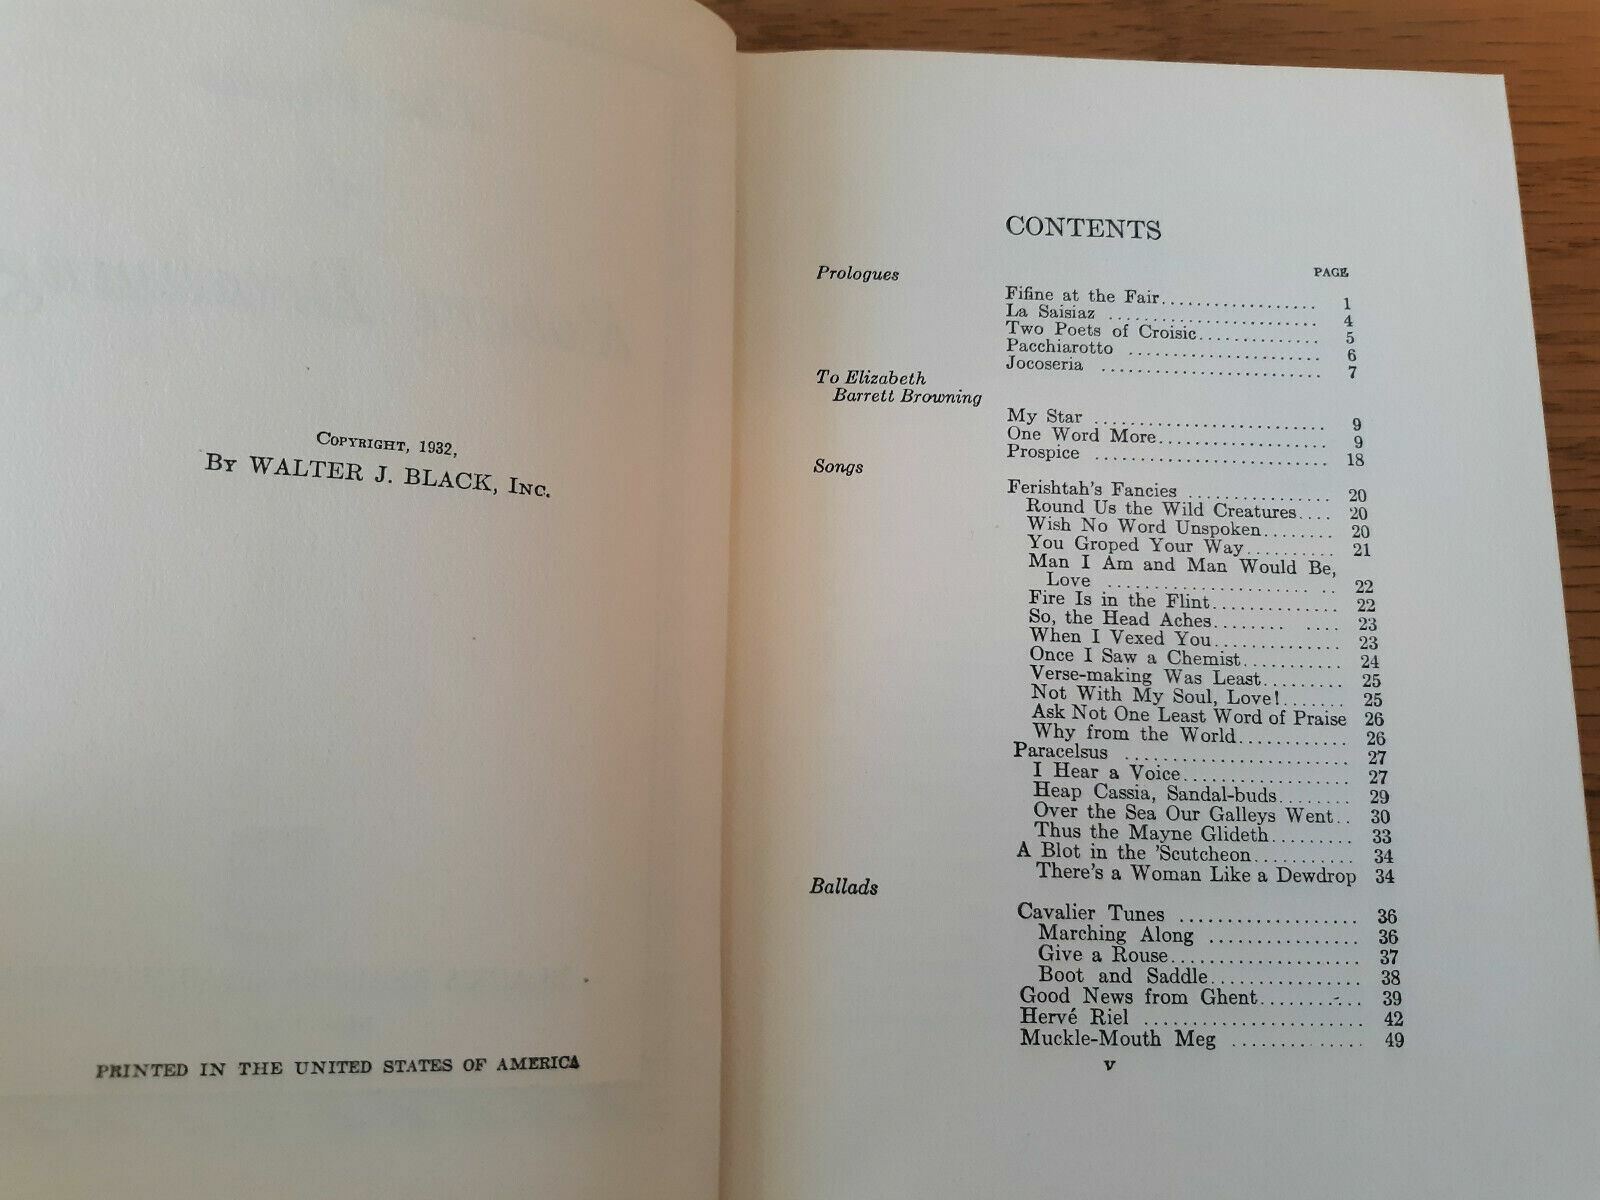 COPYRIGHT, 1932,
BY WALTER J. BLACK, INC.
PRINTED IN THE UNITED STATES OF AMERICA
CONTENTS
Prologues PAGE
Fifine at the Fair.................. 1
La Saisiaz ........................ 4
Two Poets of Croisic.............. 5
Pacchiarotto ...................... 6
Jocoseria ......................... 7
To Elizabeth
Barrett Browning
My Star .......................... 9
One Word More................... 9
Prospice .......................... 18
Songs
Ferishtah's Fancies ................ 20
Round Us the Wild Creatures.... 20
Wish No Word Unspoken........ 20
You Groped Your Way.......... 21
Man I Am and Man Would Be,
Love ........................ .. 22
Fire Is in the Flint.............. 22
So, the Head Aches........ .... 23
When I Vexed You.............. 23
Once I Saw a Chemist........... 24
Verse-making Was Least......... 25
Not With My Soul, Love!....... 25
Ask Not One Least Word of Praise 26
Why from the World............ 26
Paracelsus ........................ 27
I Hear a Voice.................. 27
Heap Cassia, Sandal-buds........ 29
Over the Sea Our Galleys Went.. 30
Thus the Mayne Glideth......... 33
A Blot in the 'Scutcheon........... 34
There's a Woman Like a Dewdrop 34
Ballads
Cavalier Tunes ................... 36
Marching Along ................ 36
Give a Rouse.................... 37
Boot and Saddle................ 38
Good News from Ghent........... 39
Hervé Riel ....................... 42
Muckle-Mouth Meg .............. 49
v